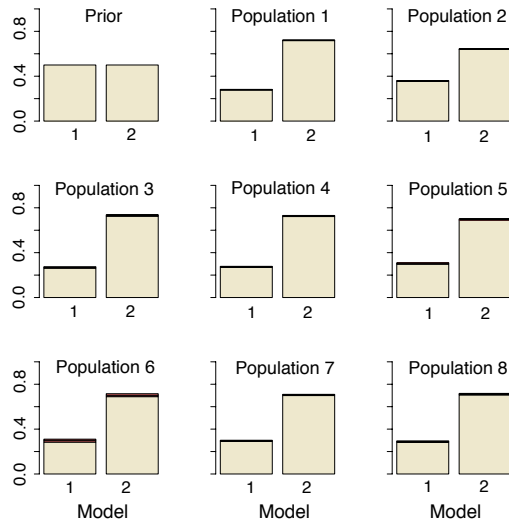 Prior
Population 1
Population 2
0.0 0.4 0.8
1 2
1 2
1 2
Population 3
Population 4
Population 5
0.0 0.4 0.8
1 2
1 2
1 2
Population 6
Population 7
Population 8
0.0 0.4 0.8
1 2
1 2
1 2
Model
Model
Model